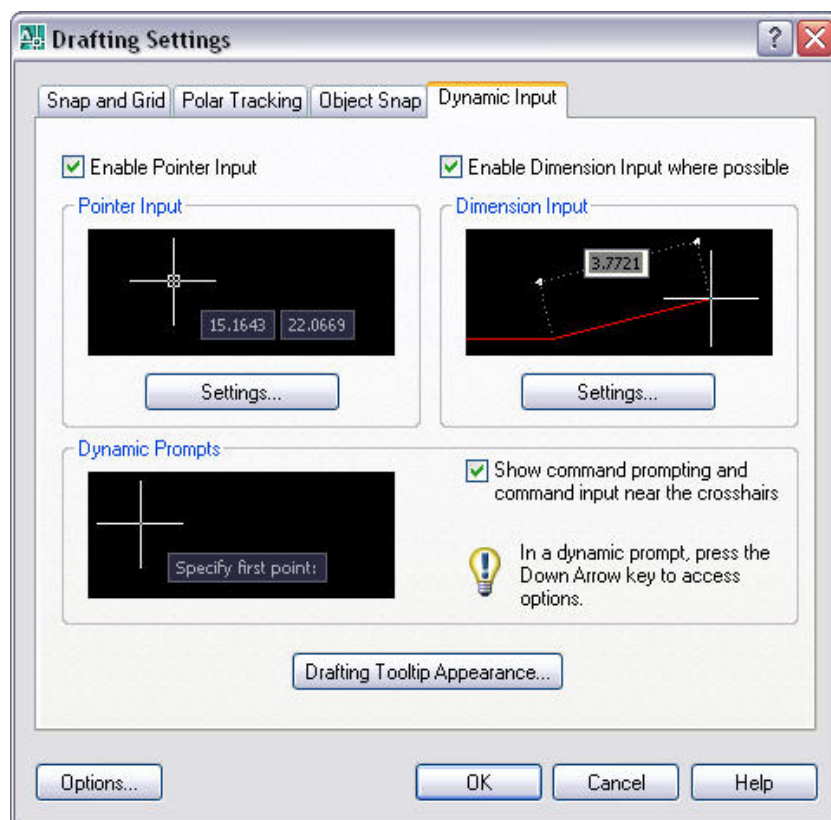 Drafting Settings
Snap and Grid
Polar Tracking
Object Snap
Dynamic Input
Enable Pointer Input
Enable Dimension Input where possible
Pointer Input
15.1643 22.0669
Settings...
Dimension Input
3.7721
Settings...
Dynamic Prompts
Specify first point:
Show command prompting and
command input near the crosshairs
In a dynamic prompt, press the
Down Arrow key to access
options.
Drafting Tooltip Appearance...
Options...
OK
Cancel
Help